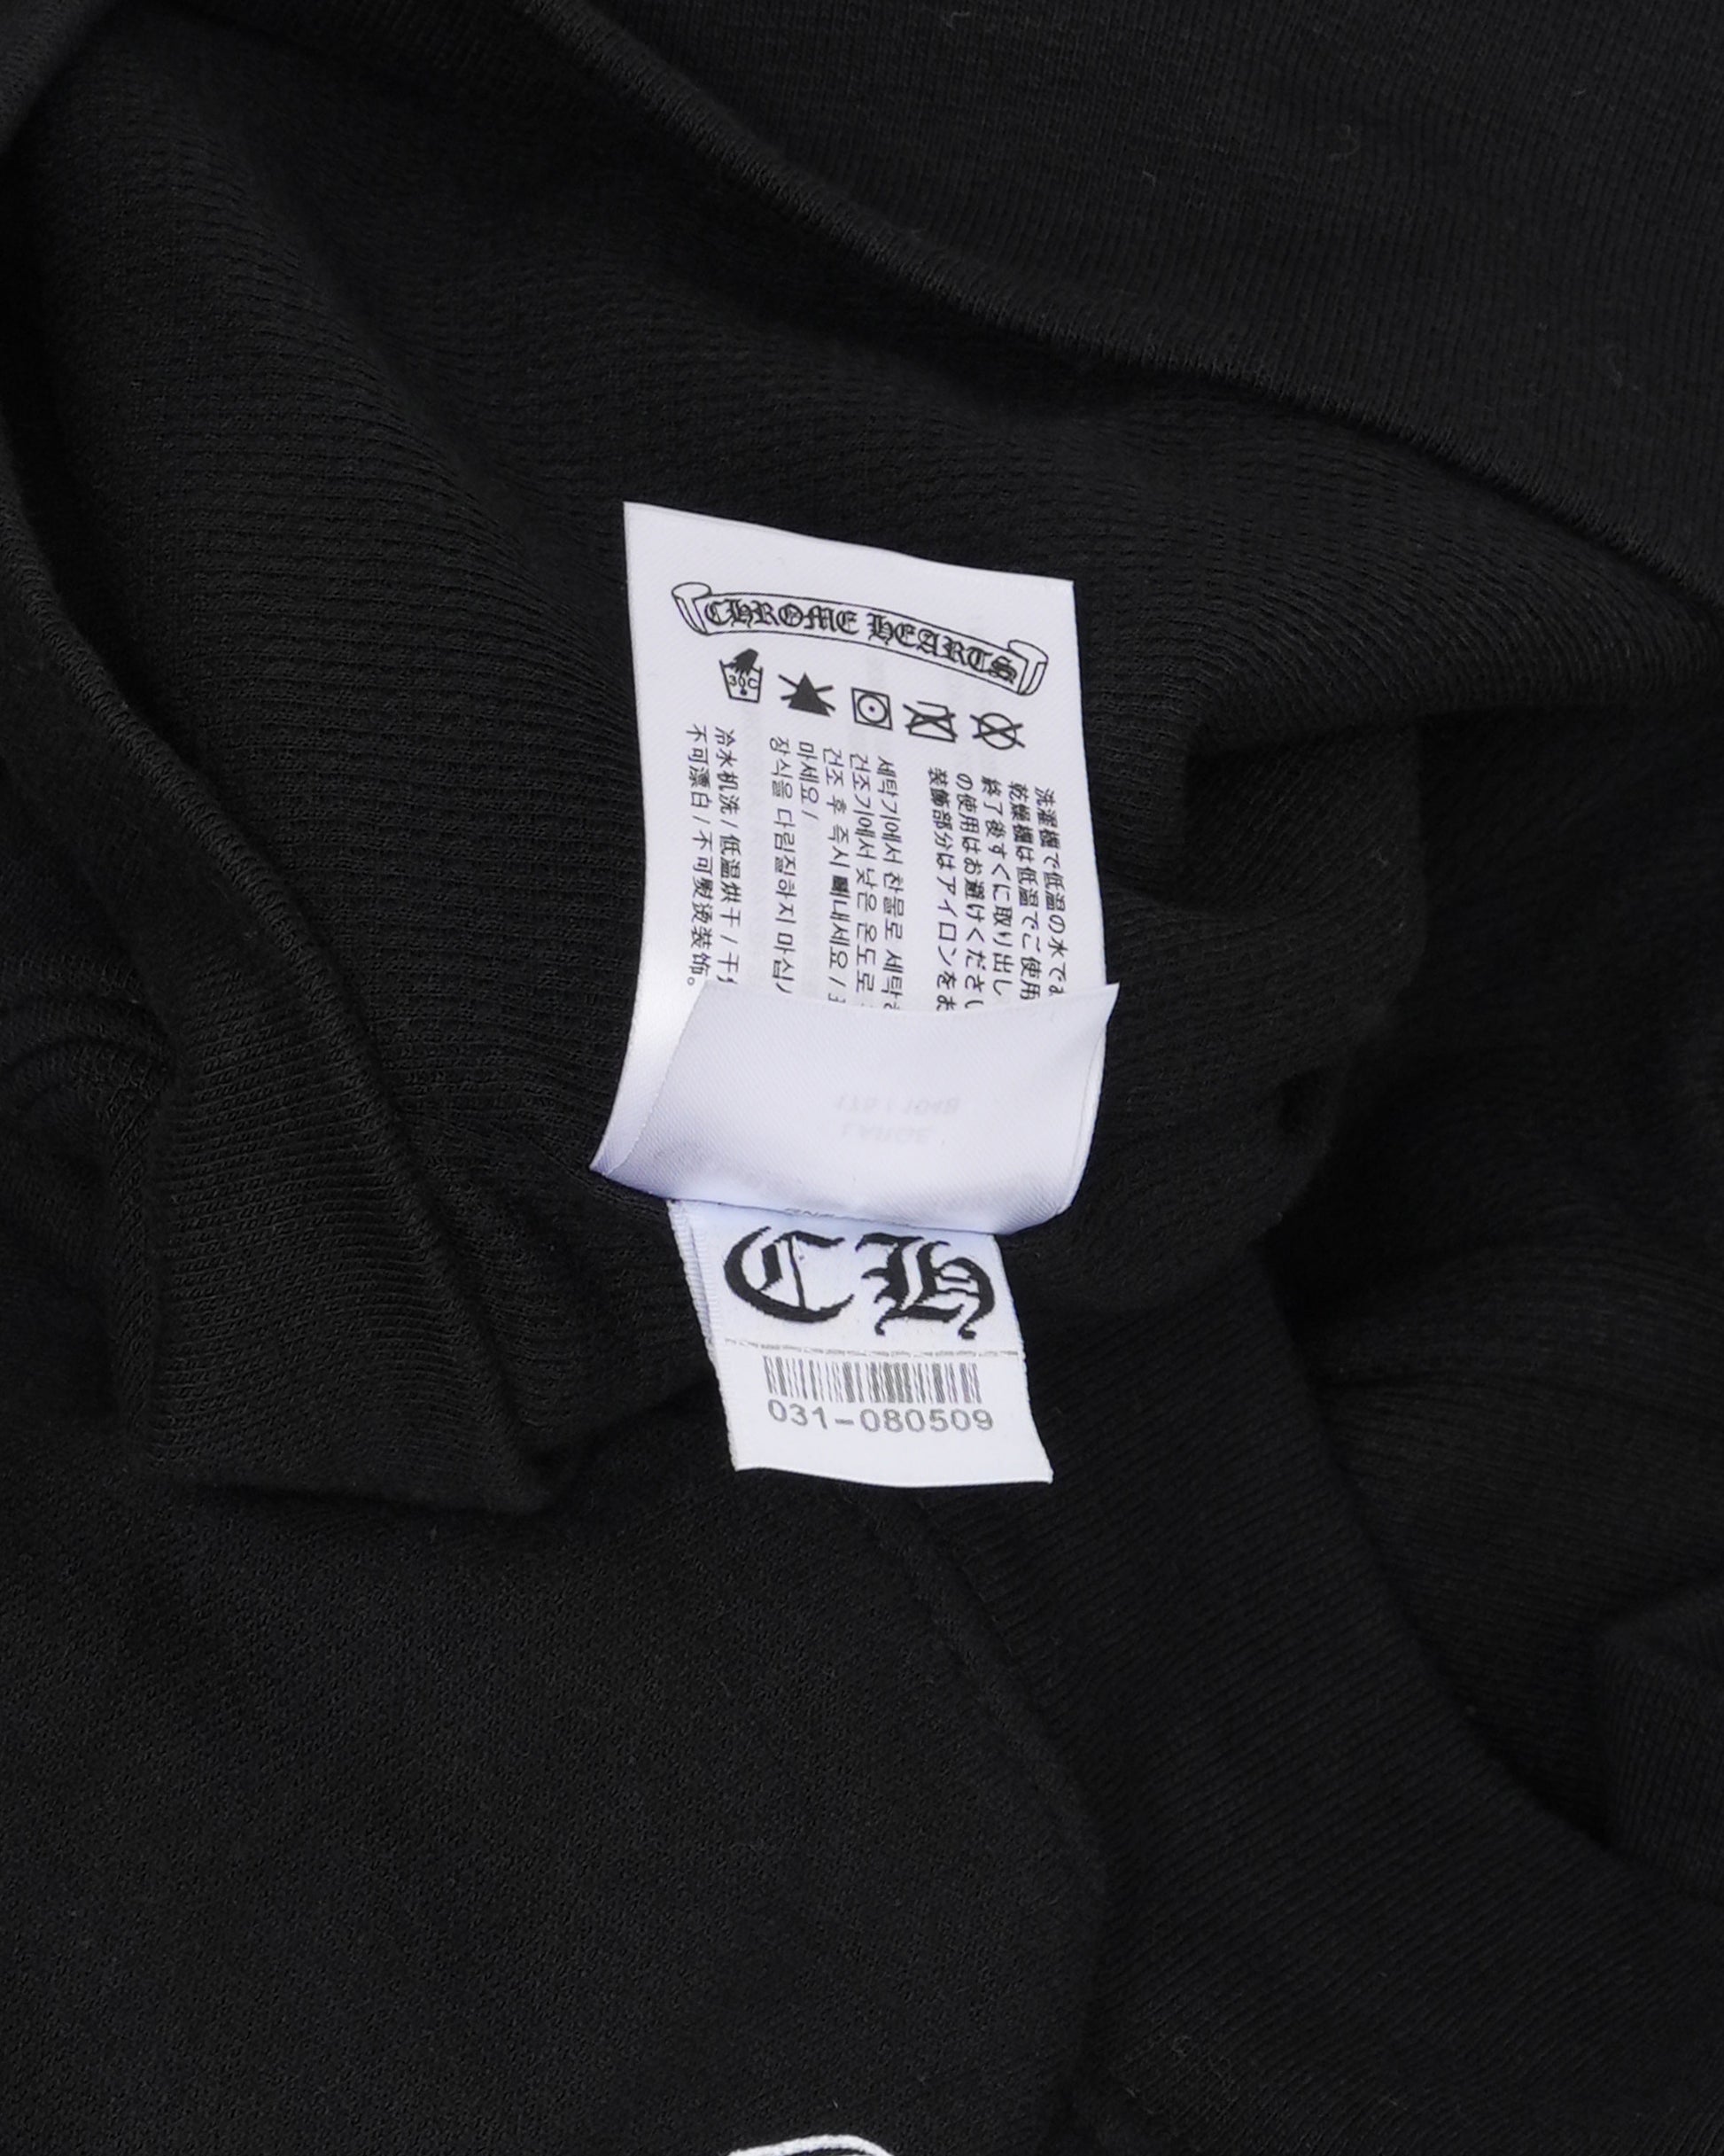 CHROME HEARTS
30°C
洗濯機で低温の水で
乾燥機は低温でご使用
終了後すぐに取り出し
の使用はお避けくださ
装飾部分はアイロンをお
세탁기에서 찬물로 세탁
건조기에서 낮은 온도로
건조 후 즉시 빼내세요 /
마세요 /
장식을 다림질하지 마십
冷水机洗 / 低温烘干 / 干
不可漂白 / 不可熨烫装饰。
CH
031-080509